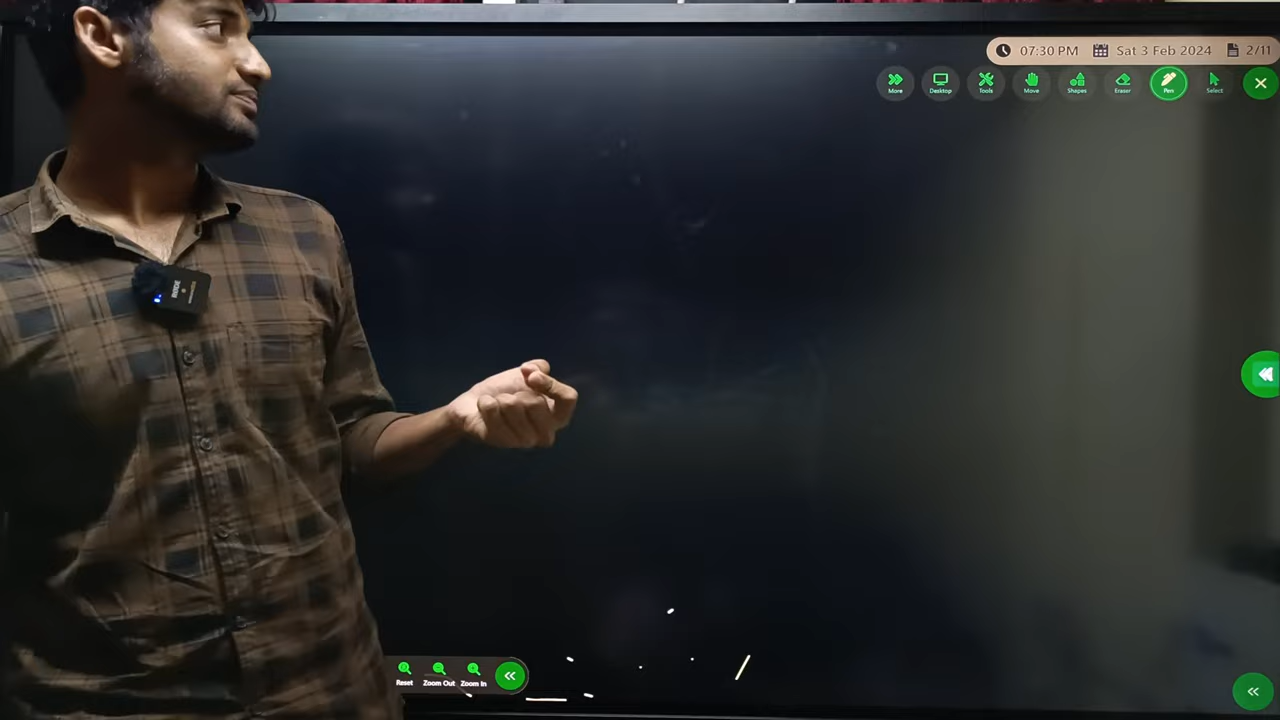 07:30 PM Sat 3 Feb 2024 2/11
More Desktop Tools Move Shapes Eraser Pen Select
RODE
Reset Zoom Out Zoom In